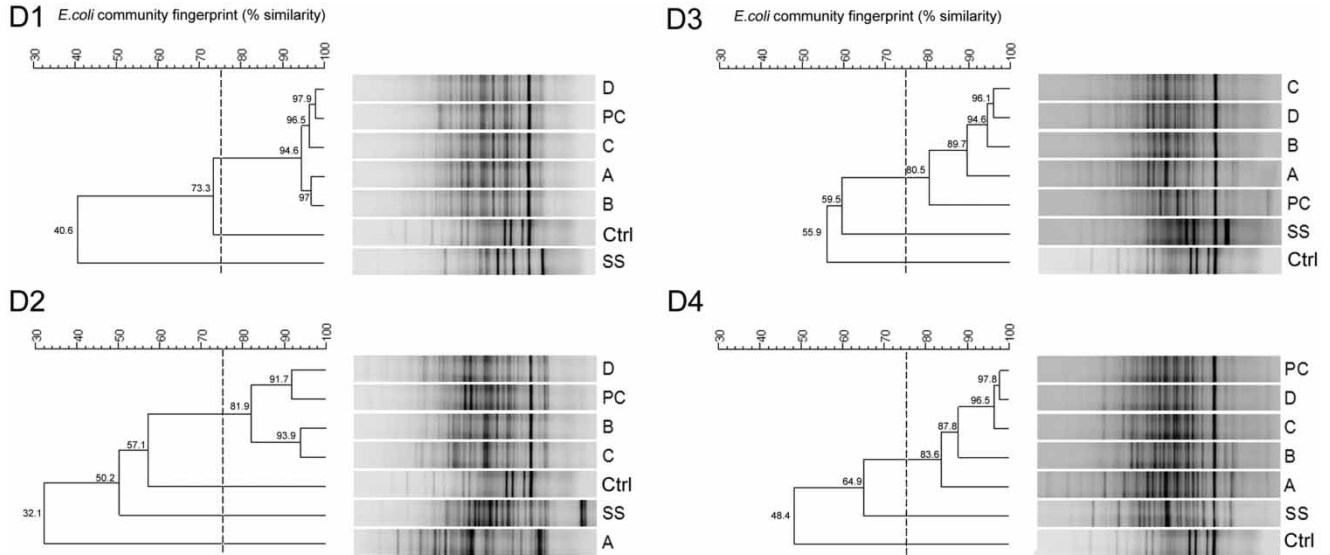 D1 E.coli community fingerprint (% similarity)
30 40 50 60 70 80 90 100
97.9
96.5
94.6
97
73.3
40.6
D
PC
C
A
B
Ctrl
SS
D3 E.coli community fingerprint (% similarity)
30 40 50 60 70 80 90 100
96.1
94.6
89.7
80.5
59.5
55.9
C
D
B
A
PC
SS
Ctrl
D2
30 40 50 60 70 80 90 100
91.7
81.9
93.9
57.1
50.2
32.1
D
PC
B
C
Ctrl
SS
A
D4
30 40 50 60 70 80 90 100
97.8
96.5
87.8
83.6
64.9
48.4
PC
D
C
B
A
SS
Ctrl